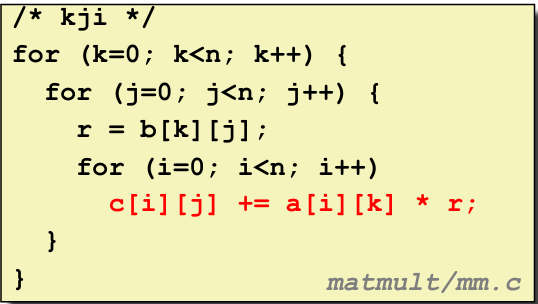 /* kji */
for (k=0; k<n; k++) {
  for (j=0; j<n; j++) {
    r = b[k][j];
    for (i=0; i<n; i++)
      c[i][j] += a[i][k] * r;
  }
}
matmult/mm.c